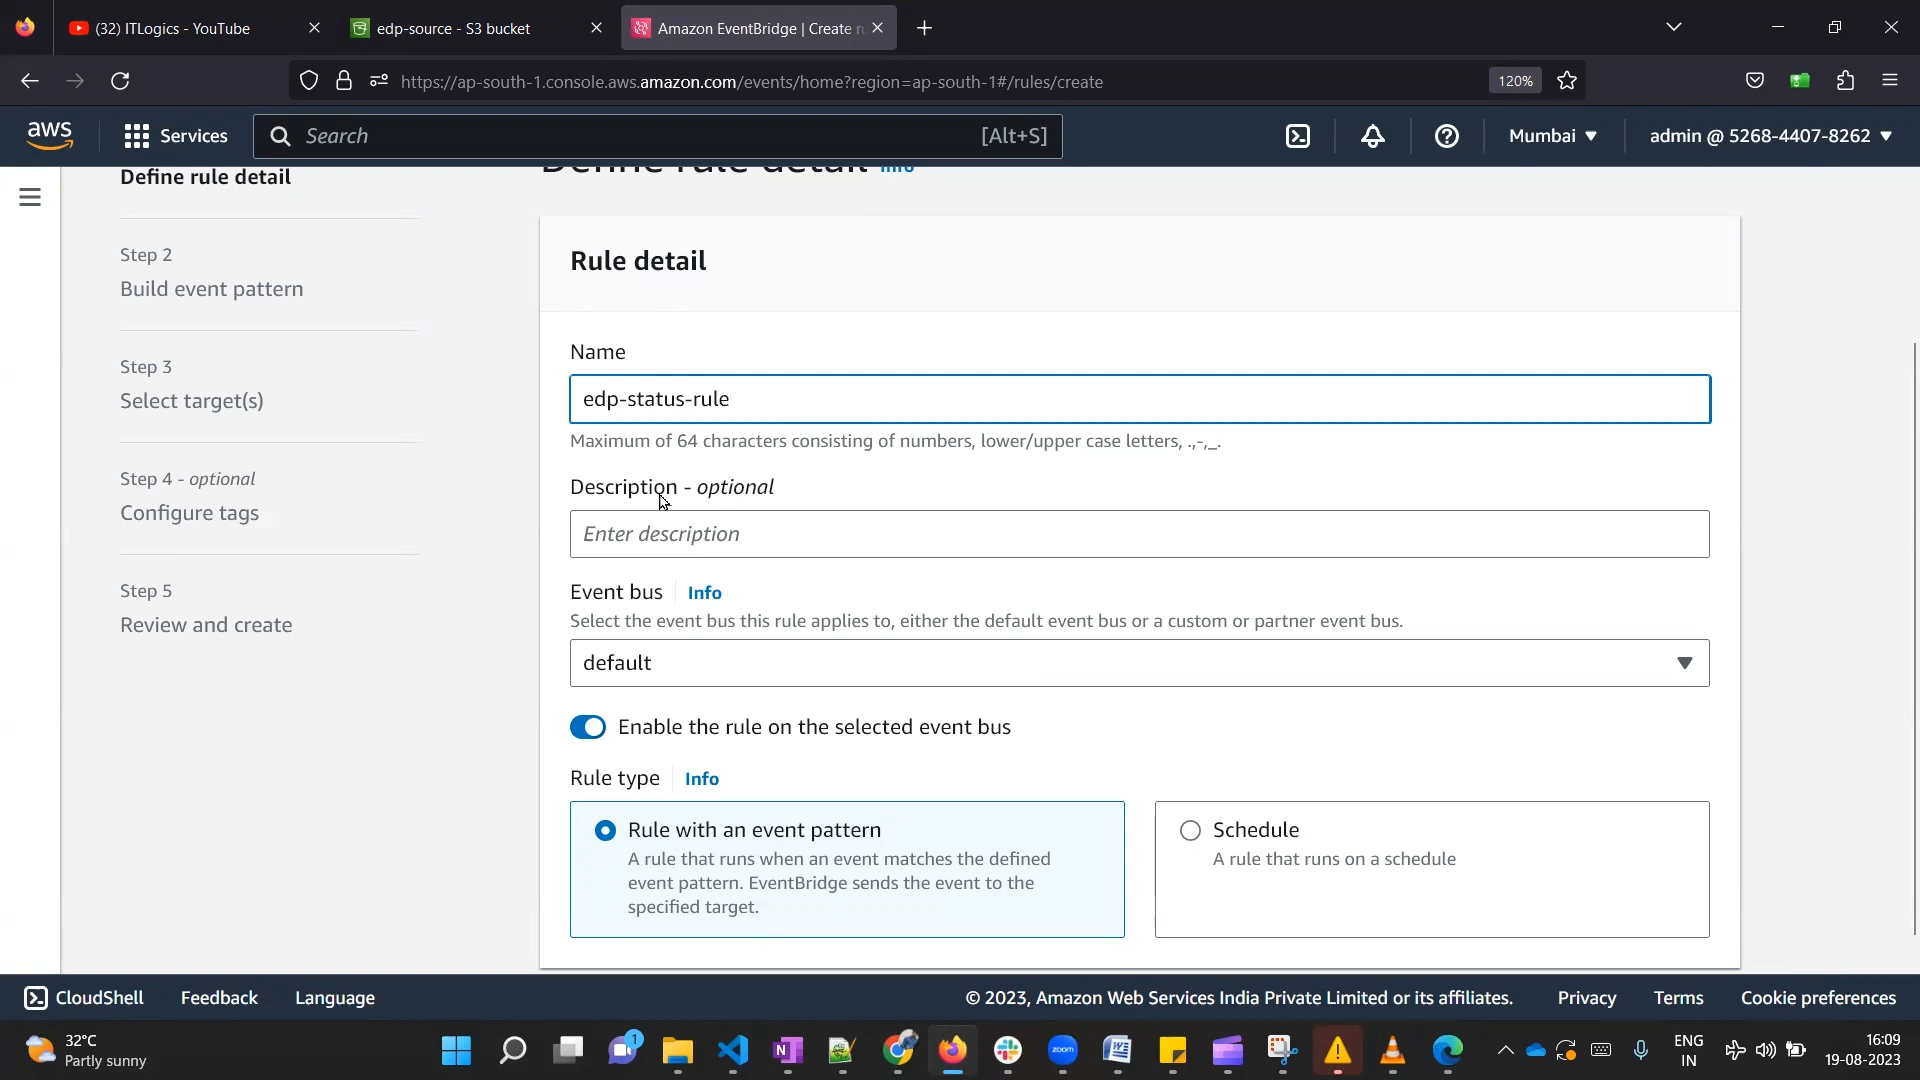 (32) ITLogics - YouTube
edp-source - S3 bucket
Amazon EventBridge | Create ru
https://ap-south-1.console.aws.amazon.com/events/home?region=ap-south-1#/rules/create
120%
aws
Services
Search
[Alt+S]
Mumbai
admin @ 5268-4407-8262
Define rule detail
Step 2
Build event pattern
Step 3
Select target(s)
Step 4 - optional
Configure tags
Step 5
Review and create
Define rule detail Info
Rule detail
Name
edp-status-rule
Maximum of 64 characters consisting of numbers, lower/upper case letters, .,-,_.
Description - optional
Enter description
Event bus Info
Select the event bus this rule applies to, either the default event bus or a custom or partner event bus.
default
Enable the rule on the selected event bus
Rule type Info
Rule with an event pattern
A rule that runs when an event matches the defined
event pattern. EventBridge sends the event to the
specified target.
Schedule
A rule that runs on a schedule
CloudShell
Feedback
Language
© 2023, Amazon Web Services India Private Limited or its affiliates.
Privacy
Terms
Cookie preferences
32°C
Partly sunny
1
zoom
ENG
IN
16:09
19-08-2023